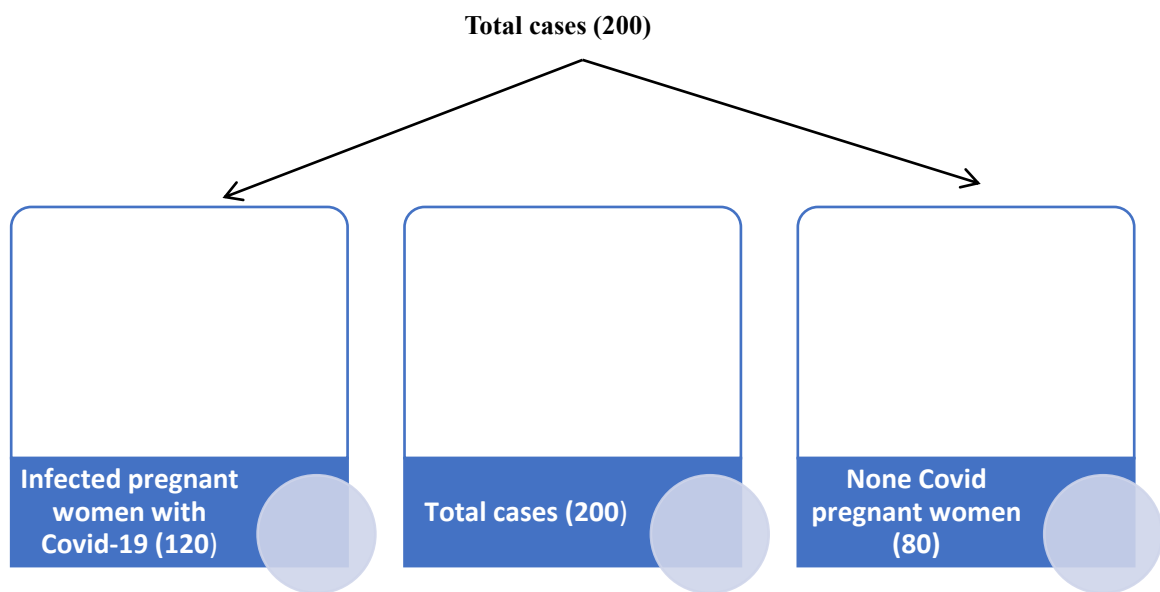 Total cases (200)
Infected pregnant
women with
Covid-19 (120)
Total cases (200)
None Covid
pregnant women
(80)